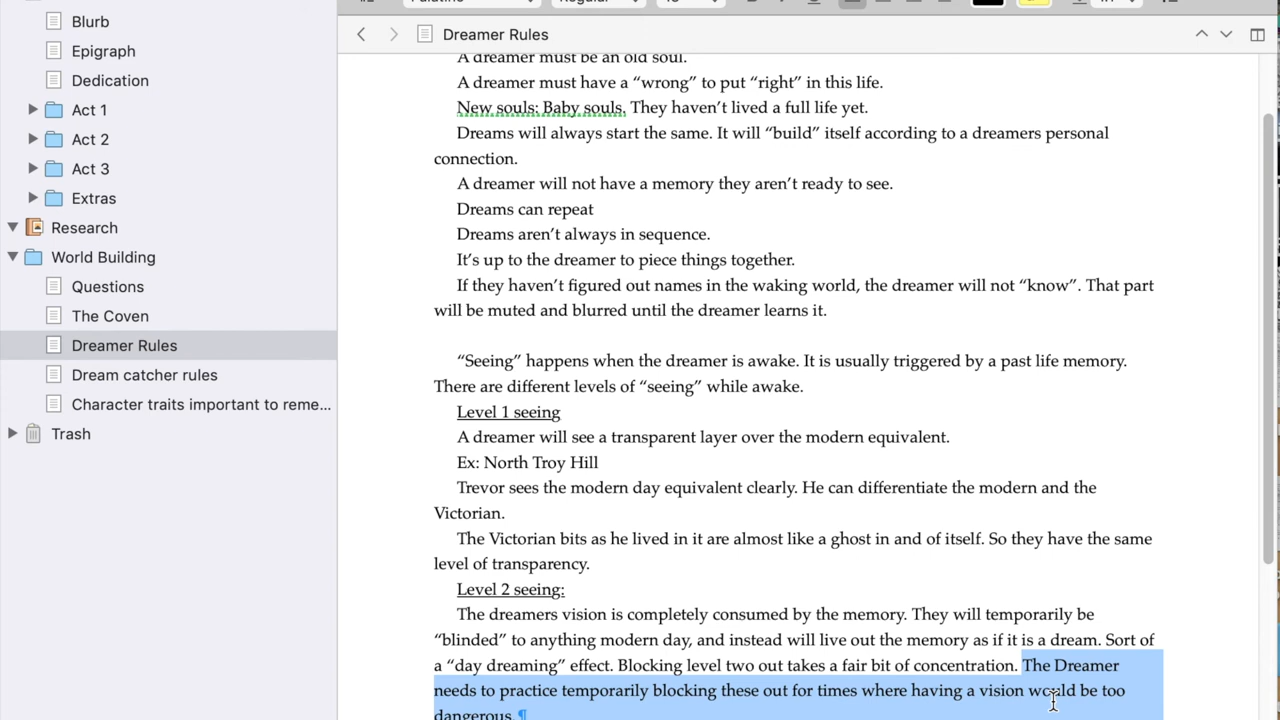 Palatino
Regular
Blurb
Epigraph
Dedication
Act 1
Act 2
Act 3
Extras
Research
World Building
Questions
The Coven
Dreamer Rules
Dream catcher rules
Character traits important to reme...
Trash
Dreamer Rules
A dreamer must be an old soul.
A dreamer must have a “wrong” to put “right” in this life.
New souls: Baby souls. They haven’t lived a full life yet.
Dreams will always start the same. It will “build” itself according to a dreamers personal
connection.
A dreamer will not have a memory they aren’t ready to see.
Dreams can repeat
Dreams aren’t always in sequence.
It’s up to the dreamer to piece things together.
If they haven’t figured out names in the waking world, the dreamer will not “know”. That part
will be muted and blurred until the dreamer learns it.
“Seeing” happens when the dreamer is awake. It is usually triggered by a past life memory.
There are different levels of “seeing” while awake.
Level 1 seeing
A dreamer will see a transparent layer over the modern equivalent.
Ex: North Troy Hill
Trevor sees the modern day equivalent clearly. He can differentiate the modern and the
Victorian.
The Victorian bits as he lived in it are almost like a ghost in and of itself. So they have the same
level of transparency.
Level 2 seeing:
The dreamers vision is completely consumed by the memory. They will temporarily be
“blinded” to anything modern day, and instead will live out the memory as if it is a dream. Sort of
a “day dreaming” effect. Blocking level two out takes a fair bit of concentration. The Dreamer
needs to practice temporarily blocking these out for times where having a vision would be too
dangerous. ¶